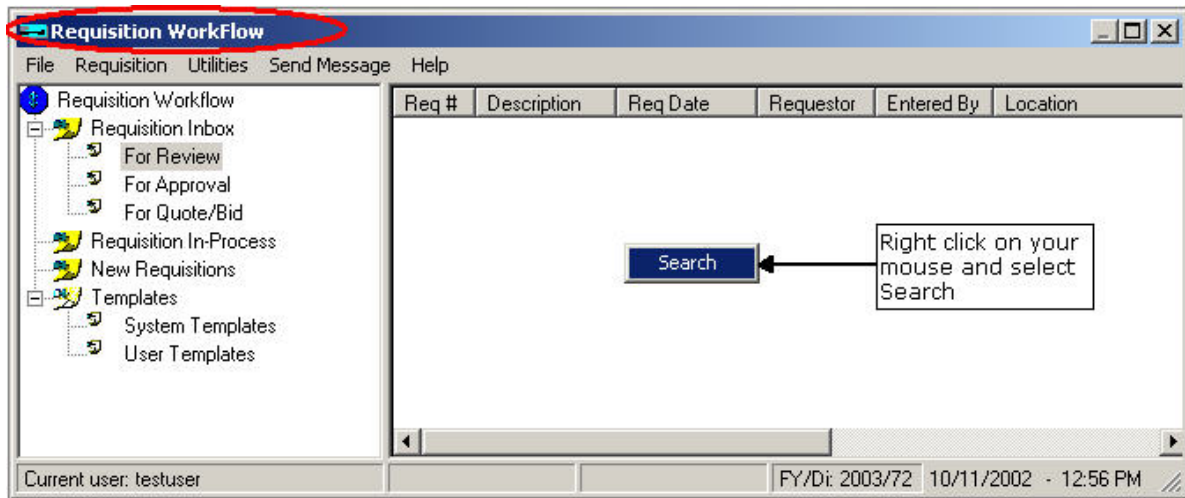 Requisition WorkFlow
File Requisition Utilities Send Message Help
Requisition Workflow
Requisition Inbox
For Review
For Approval
For Quote/Bid
Requisition In-Process
New Requisitions
Templates
System Templates
User Templates
Req # Description Req Date Requestor Entered By Location
Search
Right click on your
mouse and select
Search
Current user: testuser
FY/Di: 2003/72 10/11/2002 - 12:56 PM